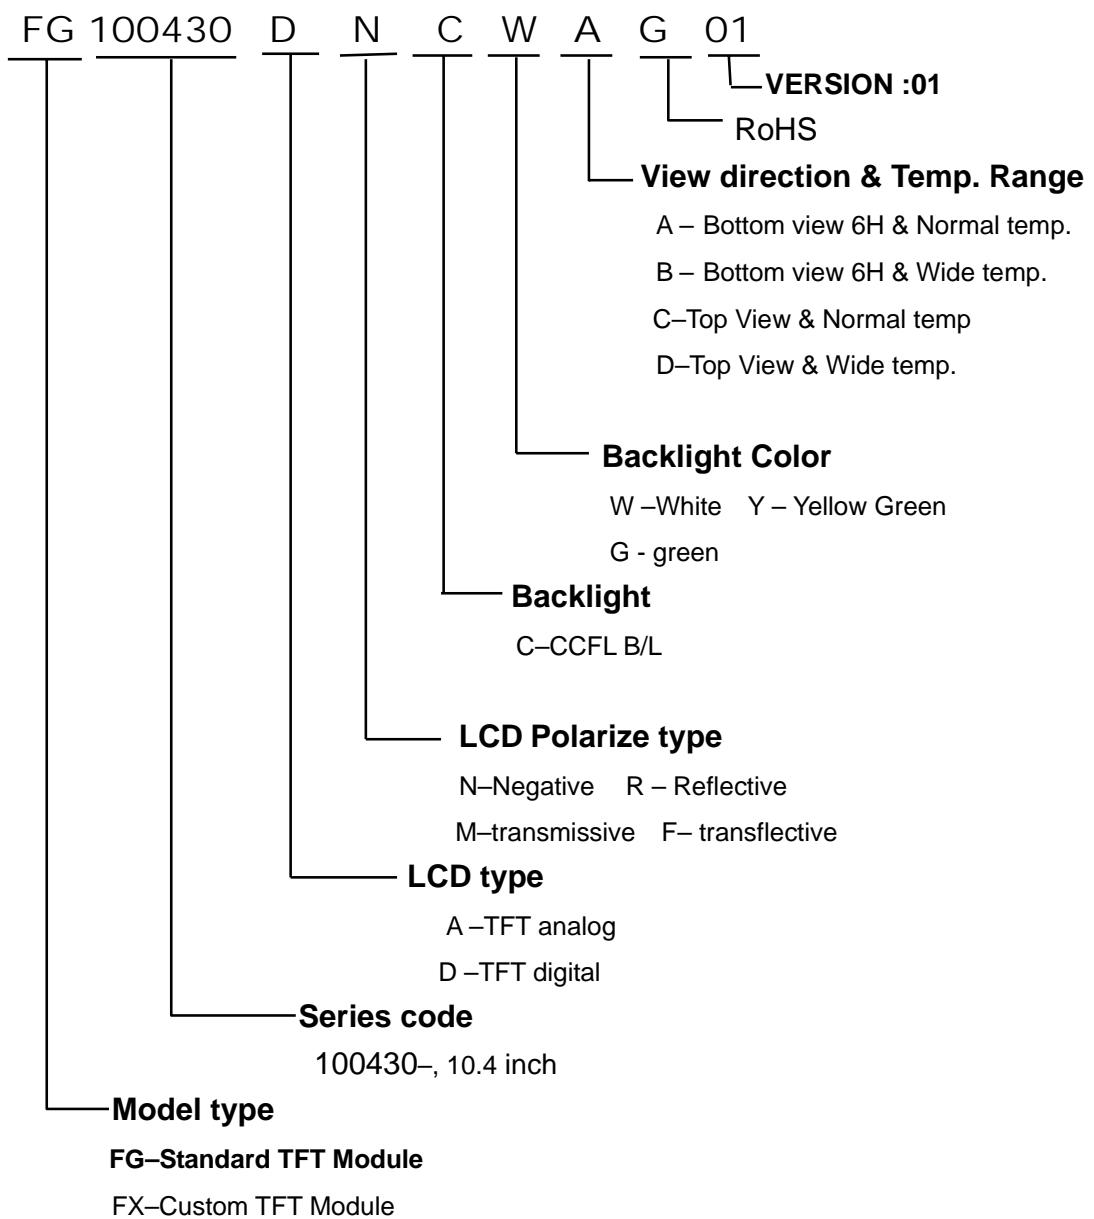 FG 100430 D N C W A G 01
VERSION :01
RoHS
View direction & Temp. Range
A – Bottom view 6H & Normal temp.
B – Bottom view 6H & Wide temp.
C–Top View & Normal temp
D–Top View & Wide temp.
Backlight Color
W –White Y – Yellow Green
G - green
Backlight
C–CCFL B/L
LCD Polarize type
N–Negative R – Reflective
M–transmissive F– transflective
LCD type
A –TFT analog
D –TFT digital
Series code
100430–, 10.4 inch
Model type
FG–Standard TFT Module
FX–Custom TFT Module